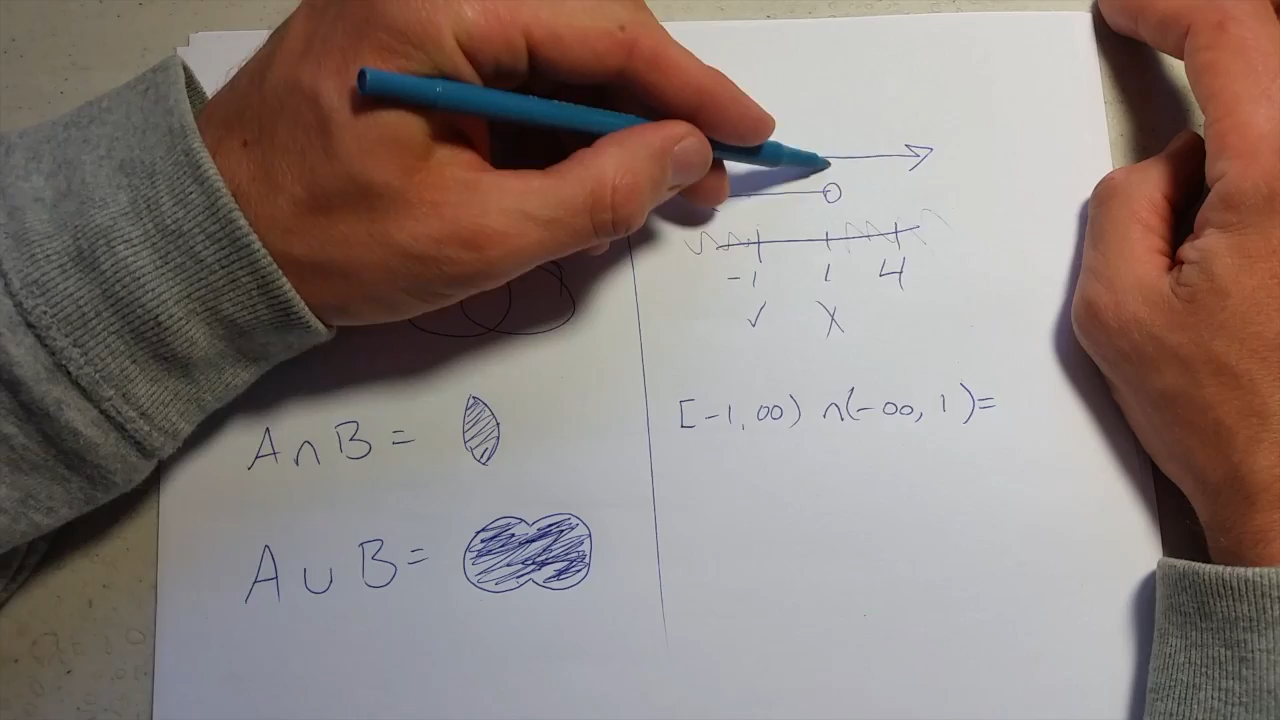 -1 1 4
✓ X
[-1, ∞) ∩(-∞, 1)=
A∩B=
A∪B=